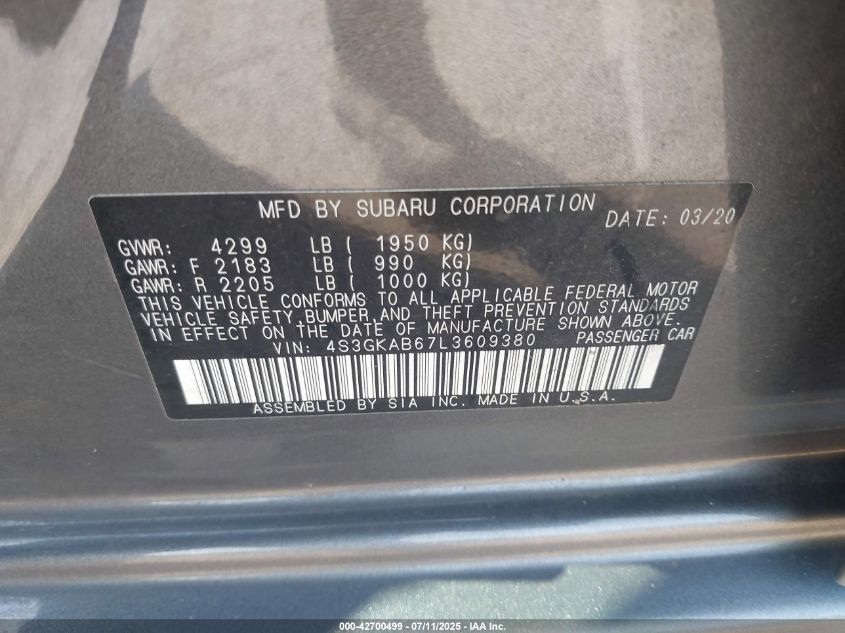 MFD BY SUBARU CORPORATION DATE: 03/20
GVWR: 4299 LB ( 1950 KG)
GAWR: F 2183 LB ( 990 KG)
GAWR: R 2205 LB ( 1000 KG)
THIS VEHICLE CONFORMS TO ALL APPLICABLE FEDERAL MOTOR
VEHICLE SAFETY, BUMPER, AND THEFT PREVENTION STANDARDS
IN EFFECT ON THE DATE OF MANUFACTURE SHOWN ABOVE.
VIN: 4S3GKAB67L3609380 PASSENGER CAR
ASSEMBLED BY SIA INC. MADE IN U.S.A.
000-42700499 - 07/11/2025 - IAA Inc.